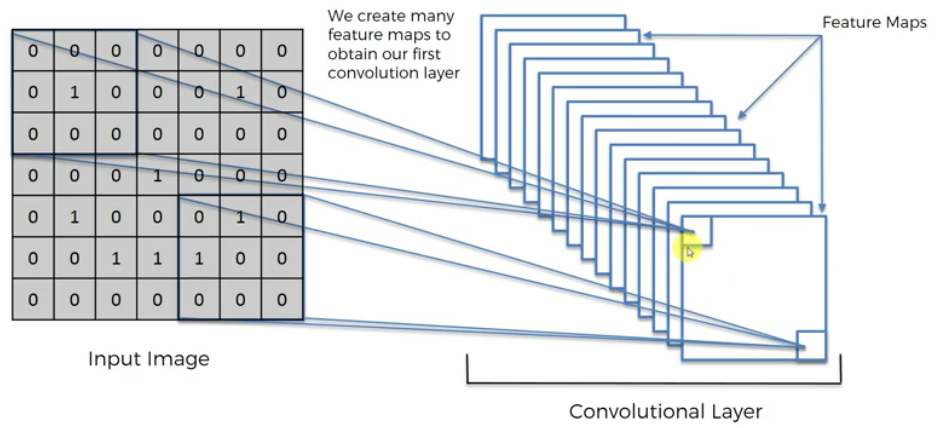 We create many
feature maps to
obtain our first
convolution layer
Feature Maps
0 0 0 0 0 0 0
0 1 0 0 0 1 0
0 0 0 0 0 0 0
0 0 0 1 0 0 0
0 1 0 0 0 1 0
0 0 1 1 1 0 0
0 0 0 0 0 0 0
Input Image
Convolutional Layer